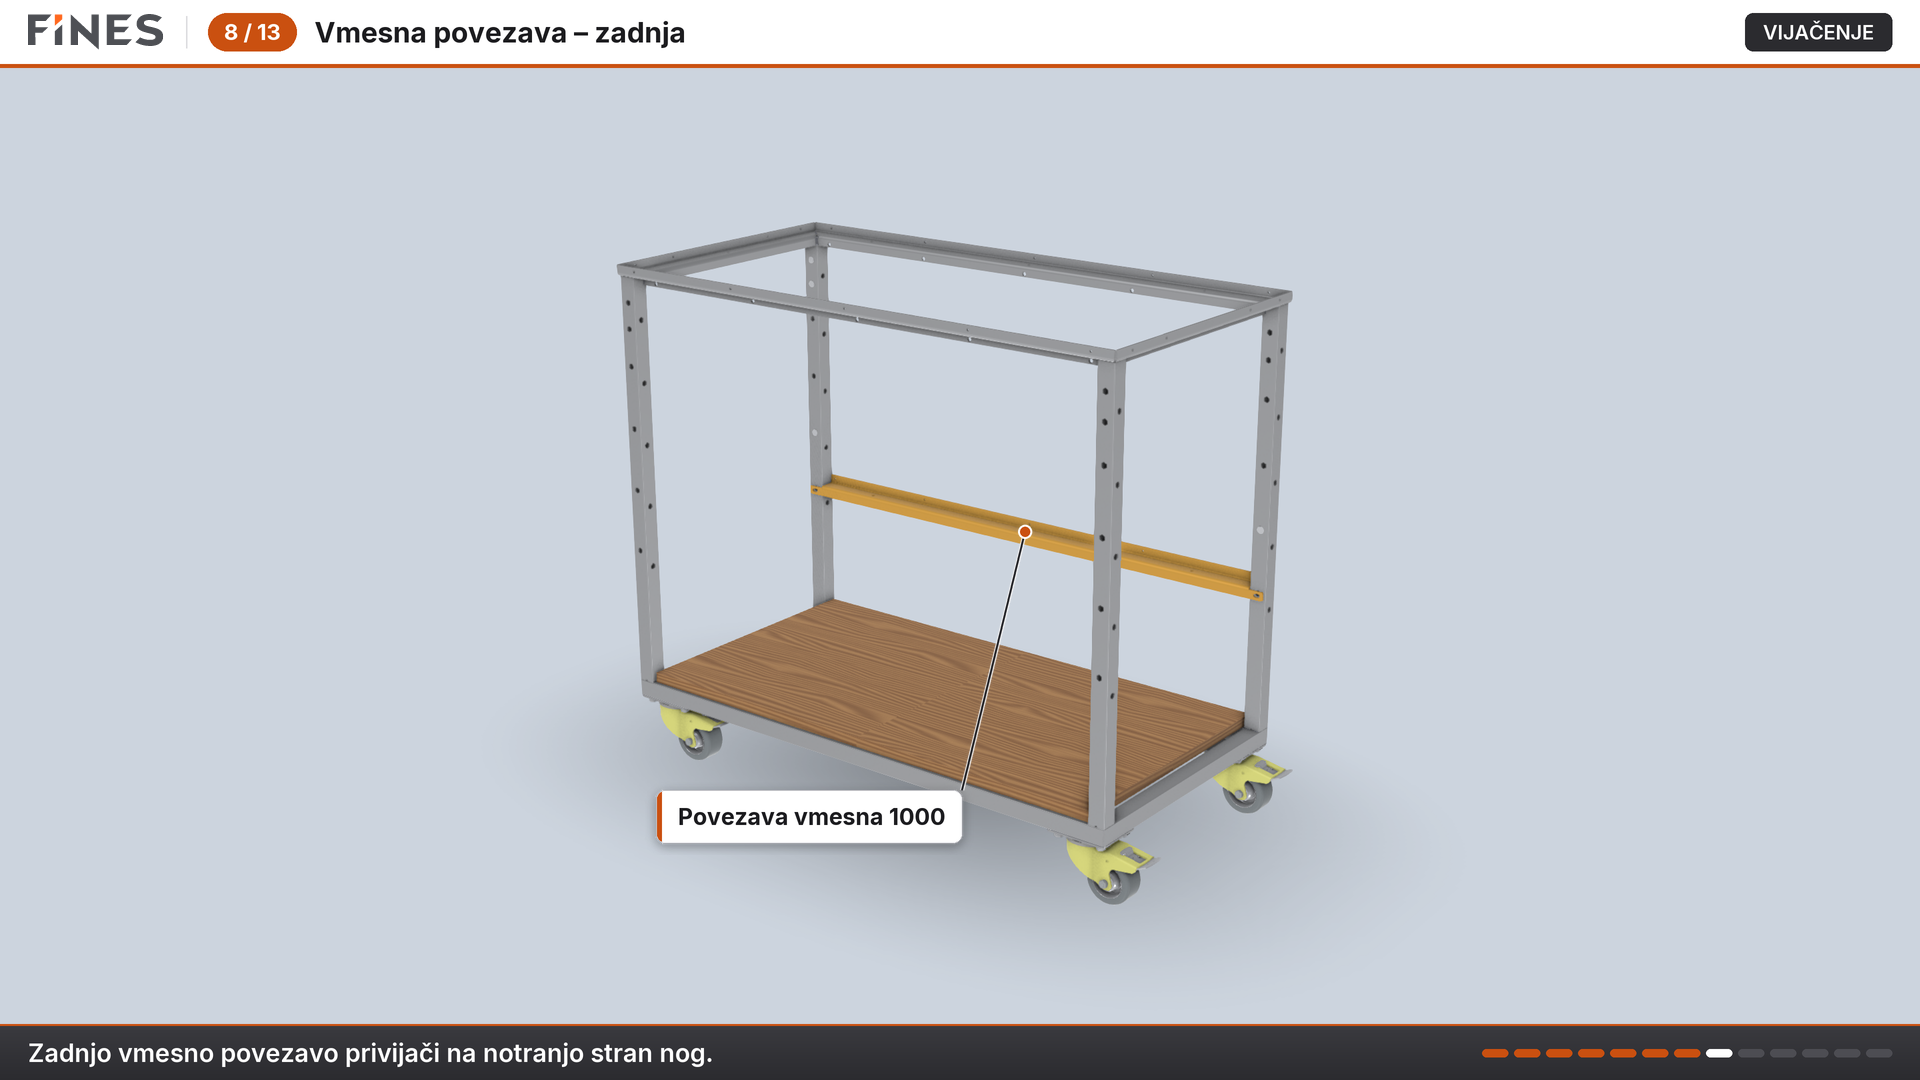 FINES
8 / 13
Vmesna povezava – zadnja
VIJAČENJE
Povezava vmesna 1000
Zadnjo vmesno povezavo privijači na notranjo stran nog.